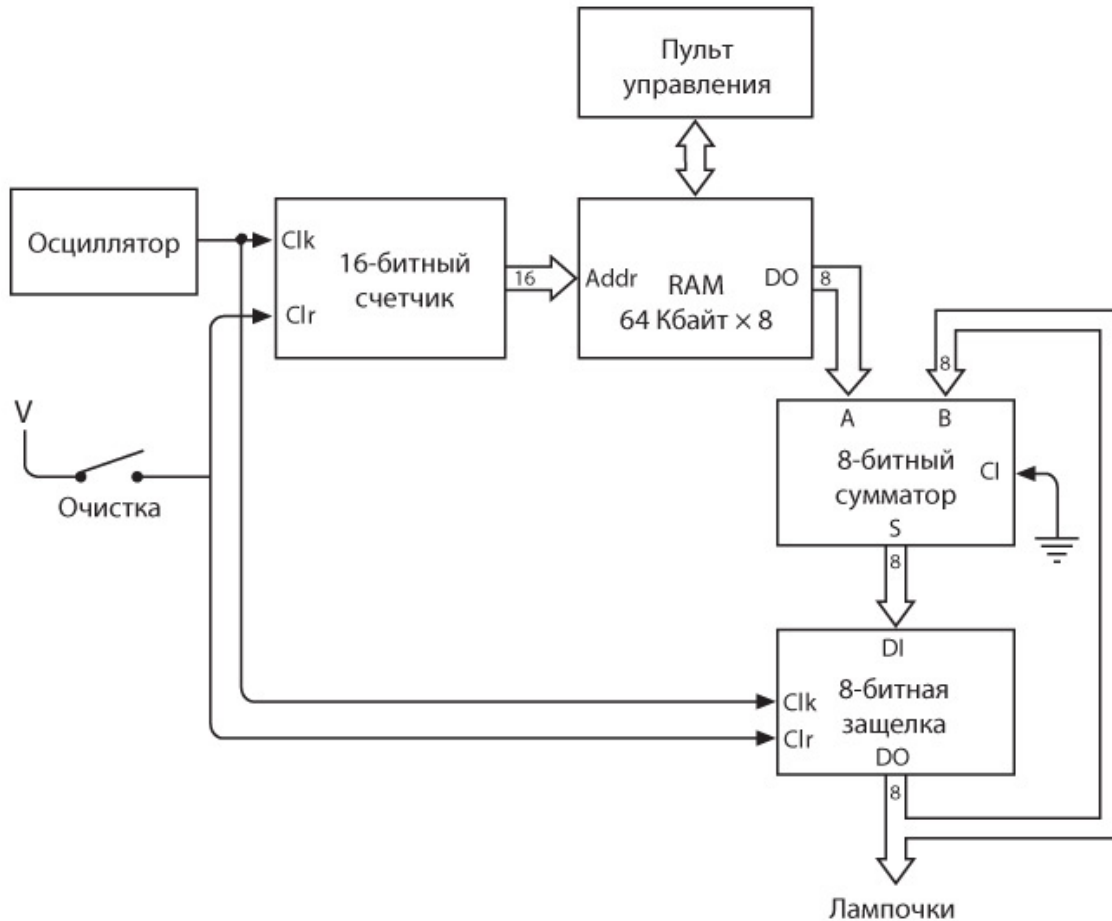 Пульт
управления
Осциллятор
Clk
16-битный
счетчик
Clr
16
Addr
RAM
64 Кбайт × 8
DO
8
8
V
Очистка
A
B
8-битный
сумматор
CI
S
8
DI
Clk
8-битная
защелка
Clr
DO
8
Лампочки